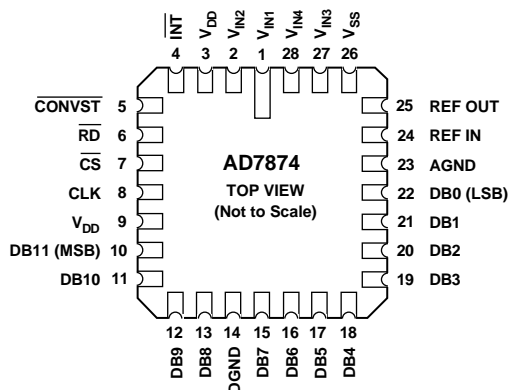 INT
VDD
VIN2
VIN1
VIN4
VIN3
VSS
4 3 2 1 28 27 26
CONVST 5
RD 6
CS 7
CLK 8
VDD 9
DB11 (MSB) 10
DB10 11
AD7874
TOP VIEW
(Not to Scale)
25 REF OUT
24 REF IN
23 AGND
22 DB0 (LSB)
21 DB1
20 DB2
19 DB3
12 13 14 15 16 17 18
DB9
DB8
DGND
DB7
DB6
DB5
DB4